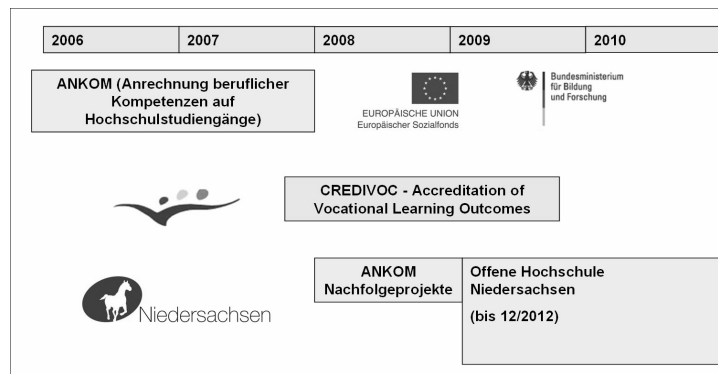 2006 2007 2008 2009 2010
ANKOM (Anrechnung beruflicher
Kompetenzen auf
Hochschulstudiengänge)
EUROPÄISCHE UNION
Europäischer Sozialfonds
Bundesministerium
für Bildung
und Forschung
CREDIVOC - Accreditation of
Vocational Learning Outcomes
Niedersachsen
ANKOM
Nachfolgeprojekte
Offene Hochschule
Niedersachsen
(bis 12/2012)